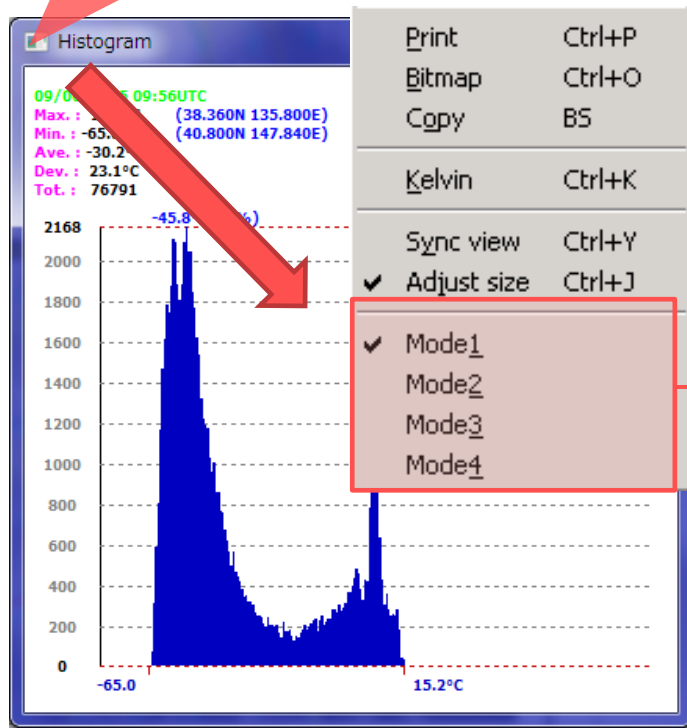 Histogram
09/0 09:56UTC
Max. : (38.360N 135.800E)
Min. : -65. (40.800N 147.840E)
Ave. : -30.2
Dev. : 23.1°C
Tot. : 76791
-45.8 )
2168
2000
1800
1600
1400
1200
1000
800
600
400
200
0
-65.0 15.2°C
Print Ctrl+P
Bitmap Ctrl+O
Copy BS
Kelvin Ctrl+K
Sync view Ctrl+Y
Adjust size Ctrl+J
Mode1
Mode2
Mode3
Mode4